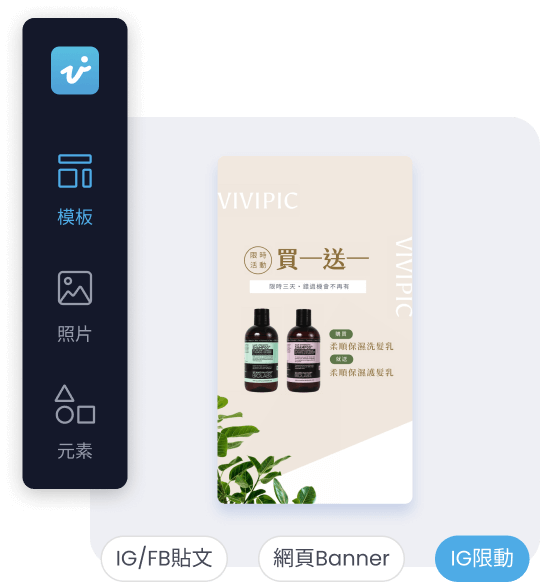 模板
照片
元素
VIVIPIC
VIVIPIC
限時
活動
買一送一
限時三天・錯過機會不再有
購買
柔順保濕洗髮乳
就送
柔順保濕護髮乳
IG/FB貼文
網頁Banner
IG限動